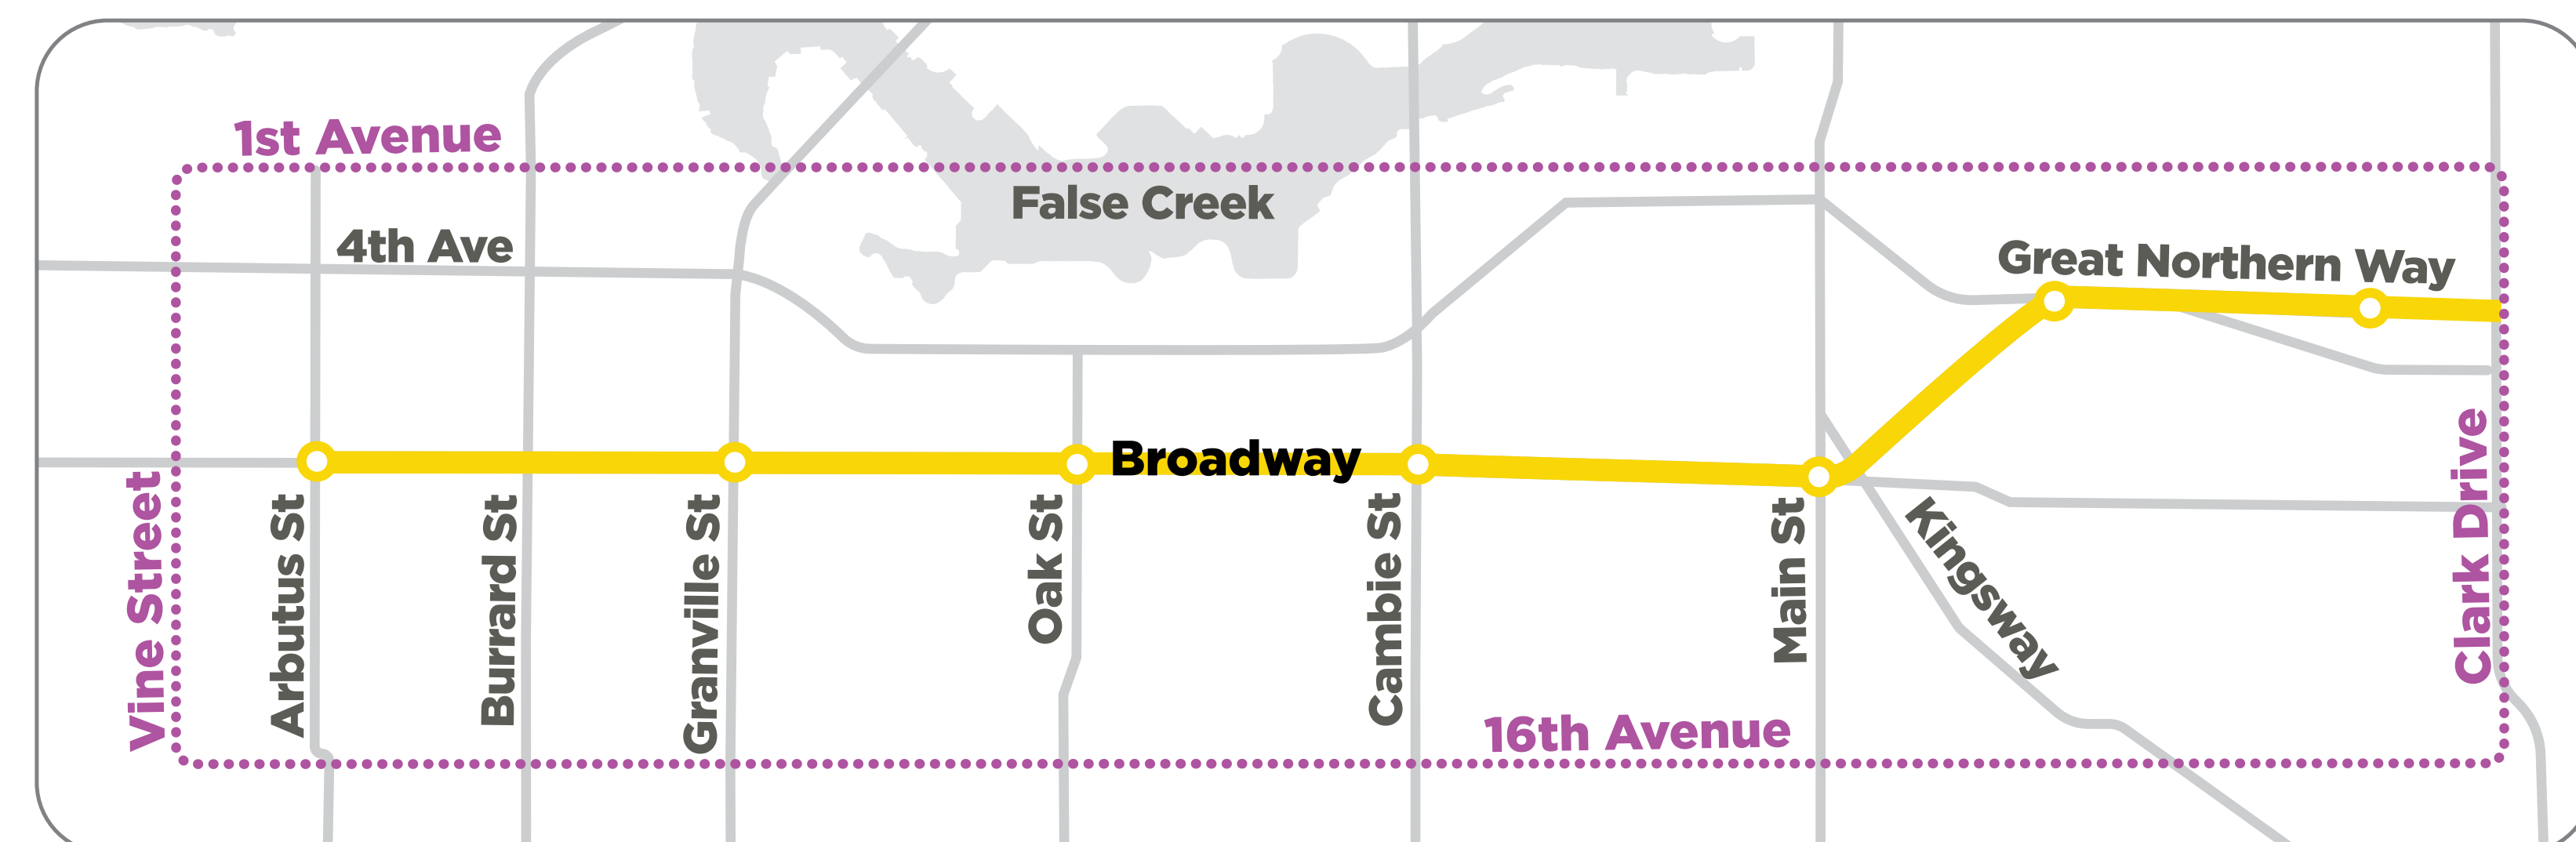 1st Avenue
False Creek
4th Ave
Great Northern Way
Broadway
Vine Street
Arbutus St
Burrard St
Granville St
Oak St
Cambie St
Main St
Kingsway
Clark Drive
16th Avenue